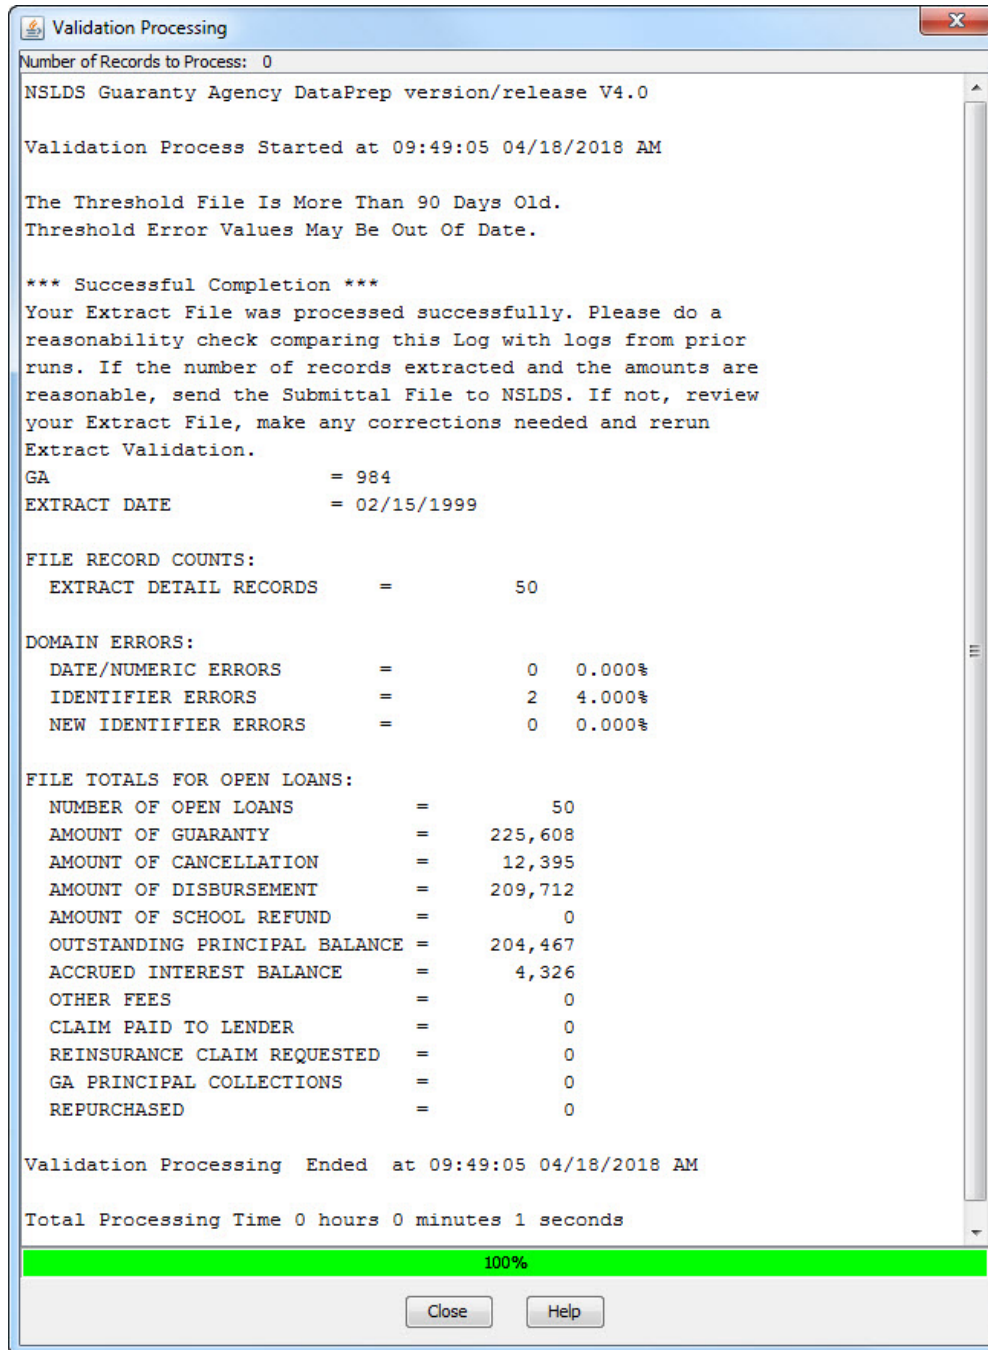 Validation Processing
Number of Records to Process: 0
NSLDS Guaranty Agency DataPrep version/release V4.0
Validation Process Started at 09:49:05 04/18/2018 AM
The Threshold File Is More Than 90 Days Old.
Threshold Error Values May Be Out Of Date.
*** Successful Completion ***
Your Extract File was processed successfully. Please do a
reasonability check comparing this Log with logs from prior
runs. If the number of records extracted and the amounts are
reasonable, send the Submittal File to NSLDS. If not, review
your Extract File, make any corrections needed and rerun
Extract Validation.
GA = 984
EXTRACT DATE = 02/15/1999
FILE RECORD COUNTS:
EXTRACT DETAIL RECORDS = 50
DOMAIN ERRORS:
DATE/NUMERIC ERRORS = 0 0.000%
IDENTIFIER ERRORS = 2 4.000%
NEW IDENTIFIER ERRORS = 0 0.000%
FILE TOTALS FOR OPEN LOANS:
NUMBER OF OPEN LOANS = 50
AMOUNT OF GUARANTY = 225,608
AMOUNT OF CANCELLATION = 12,395
AMOUNT OF DISBURSEMENT = 209,712
AMOUNT OF SCHOOL REFUND = 0
OUTSTANDING PRINCIPAL BALANCE = 204,467
ACCRUED INTEREST BALANCE = 4,326
OTHER FEES = 0
CLAIM PAID TO LENDER = 0
REINSURANCE CLAIM REQUESTED = 0
GA PRINCIPAL COLLECTIONS = 0
REPURCHASED = 0
Validation Processing Ended at 09:49:05 04/18/2018 AM
Total Processing Time 0 hours 0 minutes 1 seconds
100%
Close Help